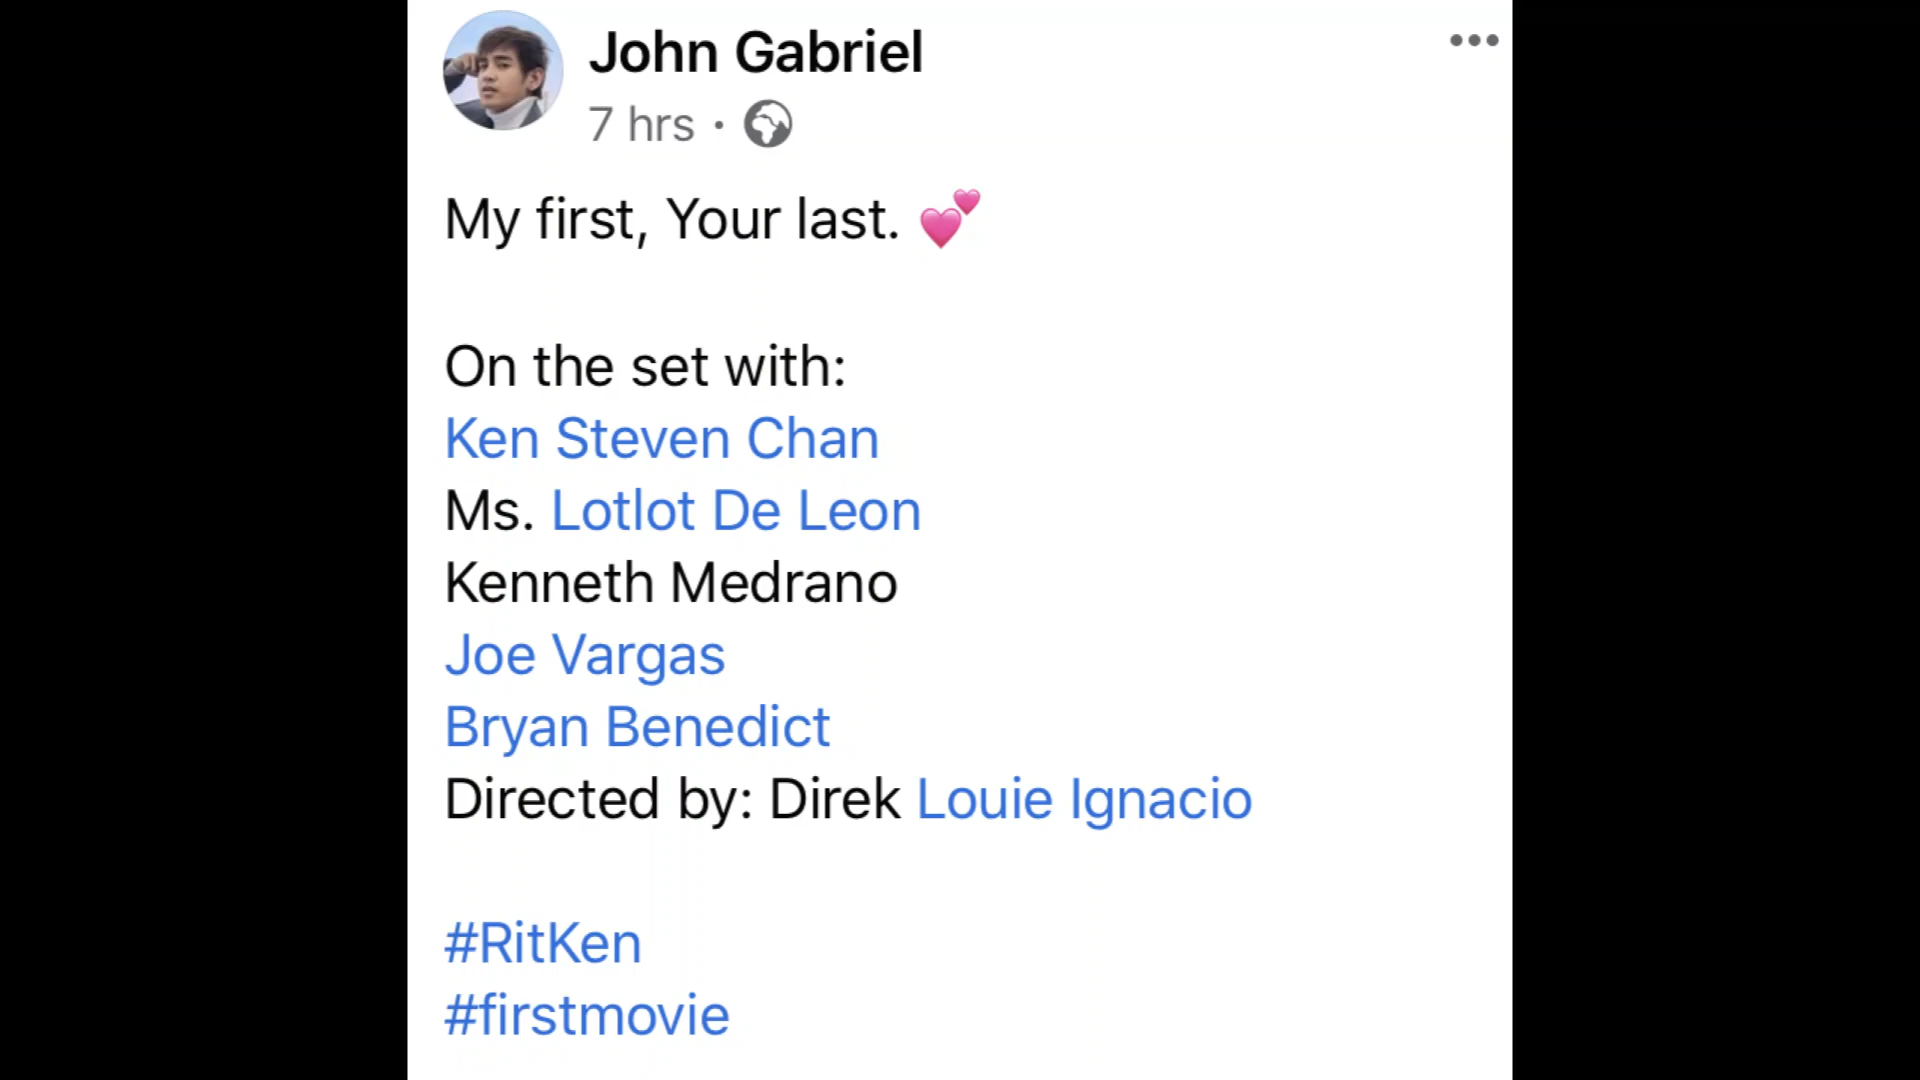 John Gabriel
7 hrs ·
My first, Your last. 💕
On the set with:
Ken Steven Chan
Ms. Lotlot De Leon
Kenneth Medrano
Joe Vargas
Bryan Benedict
Directed by: Direk Louie Ignacio
#RitKen
#firstmovie